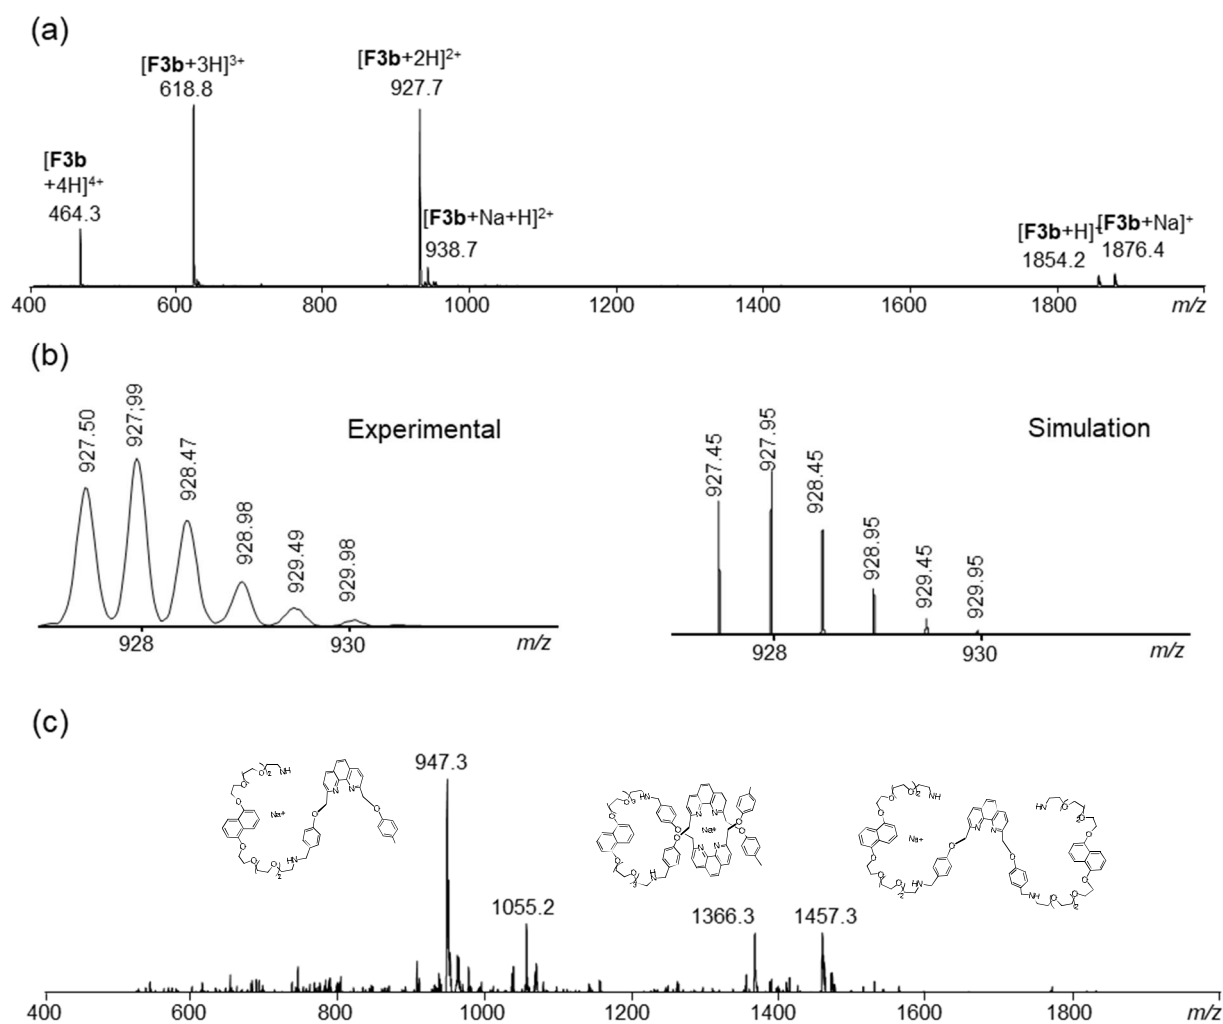 (a)
[F3b+3H]3+
618.8
[F3b+2H]2+
927.7
[F3b
+4H]4+
464.3
[F3b+Na+H]2+
938.7
[F3b+H]+
1854.2
[F3b+Na]+
1876.4
400 600 800 1000 1200 1400 1600 1800 m/z
(b)
Experimental
927.50
927;99
928.47
928.98
929.49
929.98
928 930 m/z
Simulation
927.45
927.95
928.45
928.95
929.45
929.95
928 930 m/z
(c)
947.3
1055.2
1366.3
1457.3
Na+
Na+
Na+
400 600 800 1000 1200 1400 1600 1800 m/z